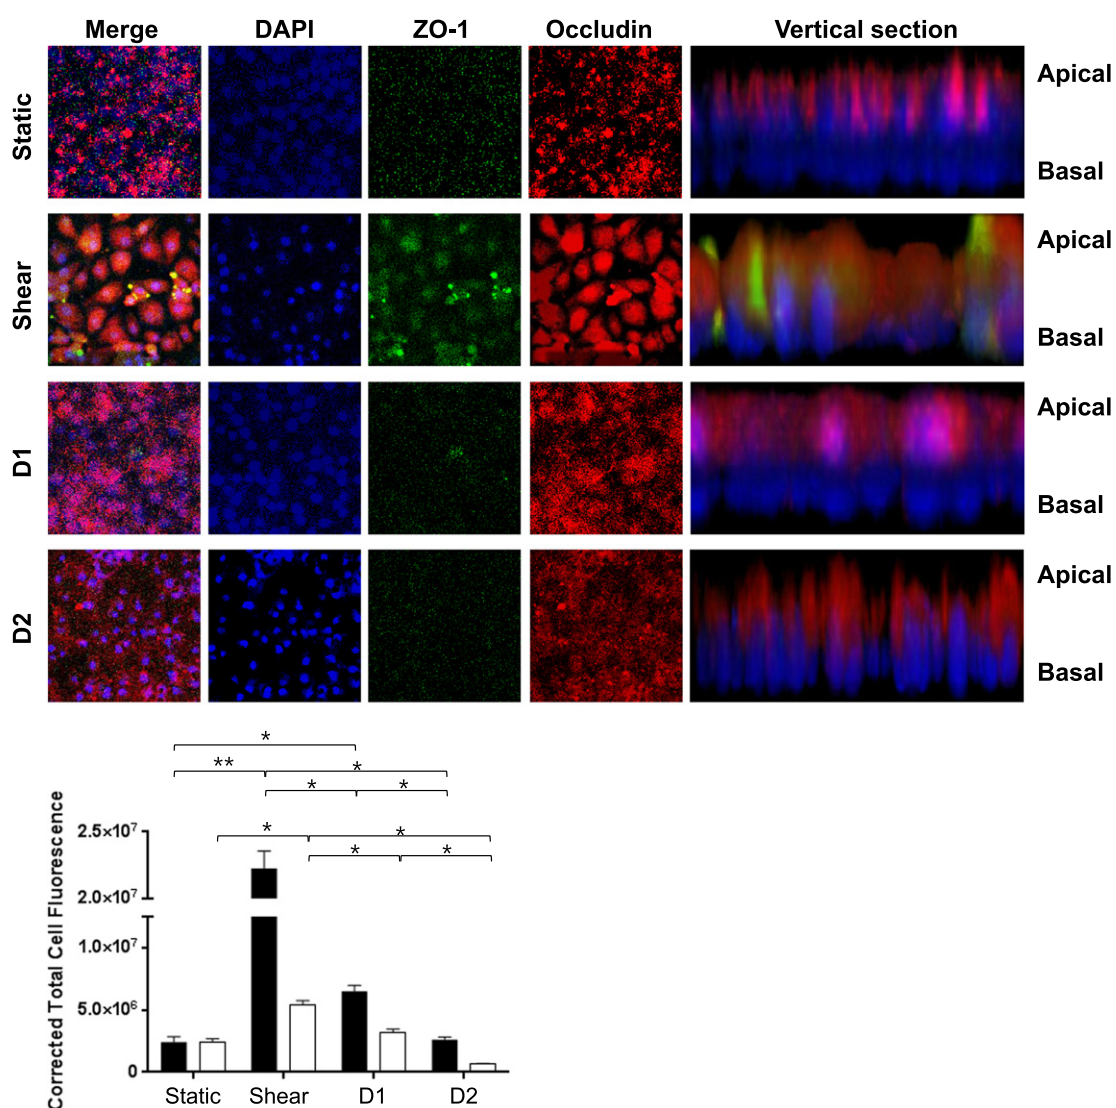 Merge DAPI ZO-1 Occludin Vertical section
Static
Apical
Basal
Shear
Apical
Basal
D1
Apical
Basal
D2
Apical
Basal
*
** *
* *
* *
* *
Corrected Total Cell Fluorescence
2.5×10⁷
2.0×10⁷
1.0×10⁷
5.0×10⁶
0
Static Shear D1 D2